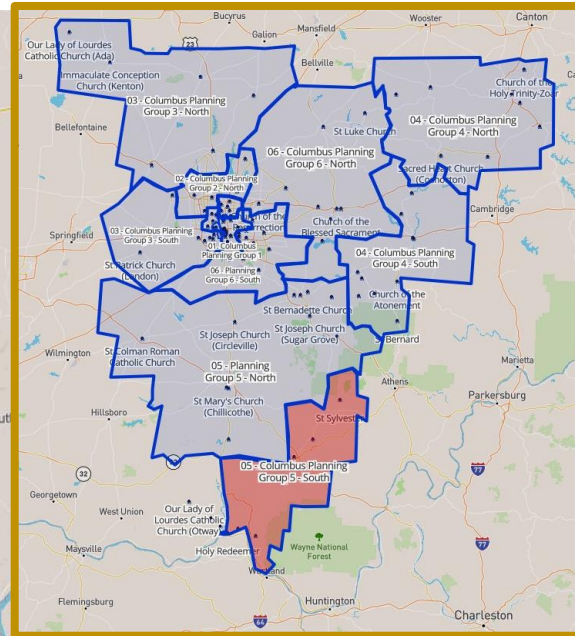 Bucyrus
Mansfield
Wooster
Canton
Our Lady of Lourdes
Catholic Church (Ada)
23
Galion
Bellville
Immaculate Conception
Church (Kenton)
Church of the
Holy Trinity-Zoar
03 - Columbus Planning
Group 3 - North
04 - Columbus Planning
Group 4 - North
Bellefontaine
St Luke Church
06 - Columbus Planning
Group 6 - North
Sacred Heart Church
(Coshocton)
02 - Columbus Planning
Group 2 - North
Cambridge
03 - Columbus Planning
Group 3 - South
Church of the
Resurrection
Church of the
Blessed Sacrament
Springfield
01. Columbus
Planning Group 1
St Patrick Church
(London)
04 - Columbus Planning
Group 4 - South
06 - Planning
Group 6 - South
Church of the
Atonement
St Bernadette Church
St Joseph Church
(Circleville)
St Joseph Church
(Sugar Grove)
St Bernard
Wilmington
St Colman Roman
Catholic Church
Marietta
05 - Planning
Group 5 - North
Athens
Parkersburg
St Mary's Church
(Chillicothe)
Hillsboro
St Sylvester
77
32
05 - Columbus Planning
Group 5 - South
Georgetown
West Union
Our Lady of
Lourdes Catholic
Church (Otway)
Maysville
Holy Redeemer
Wayne National
Forest
77
Flemingsburg
Huntington
64
Charleston